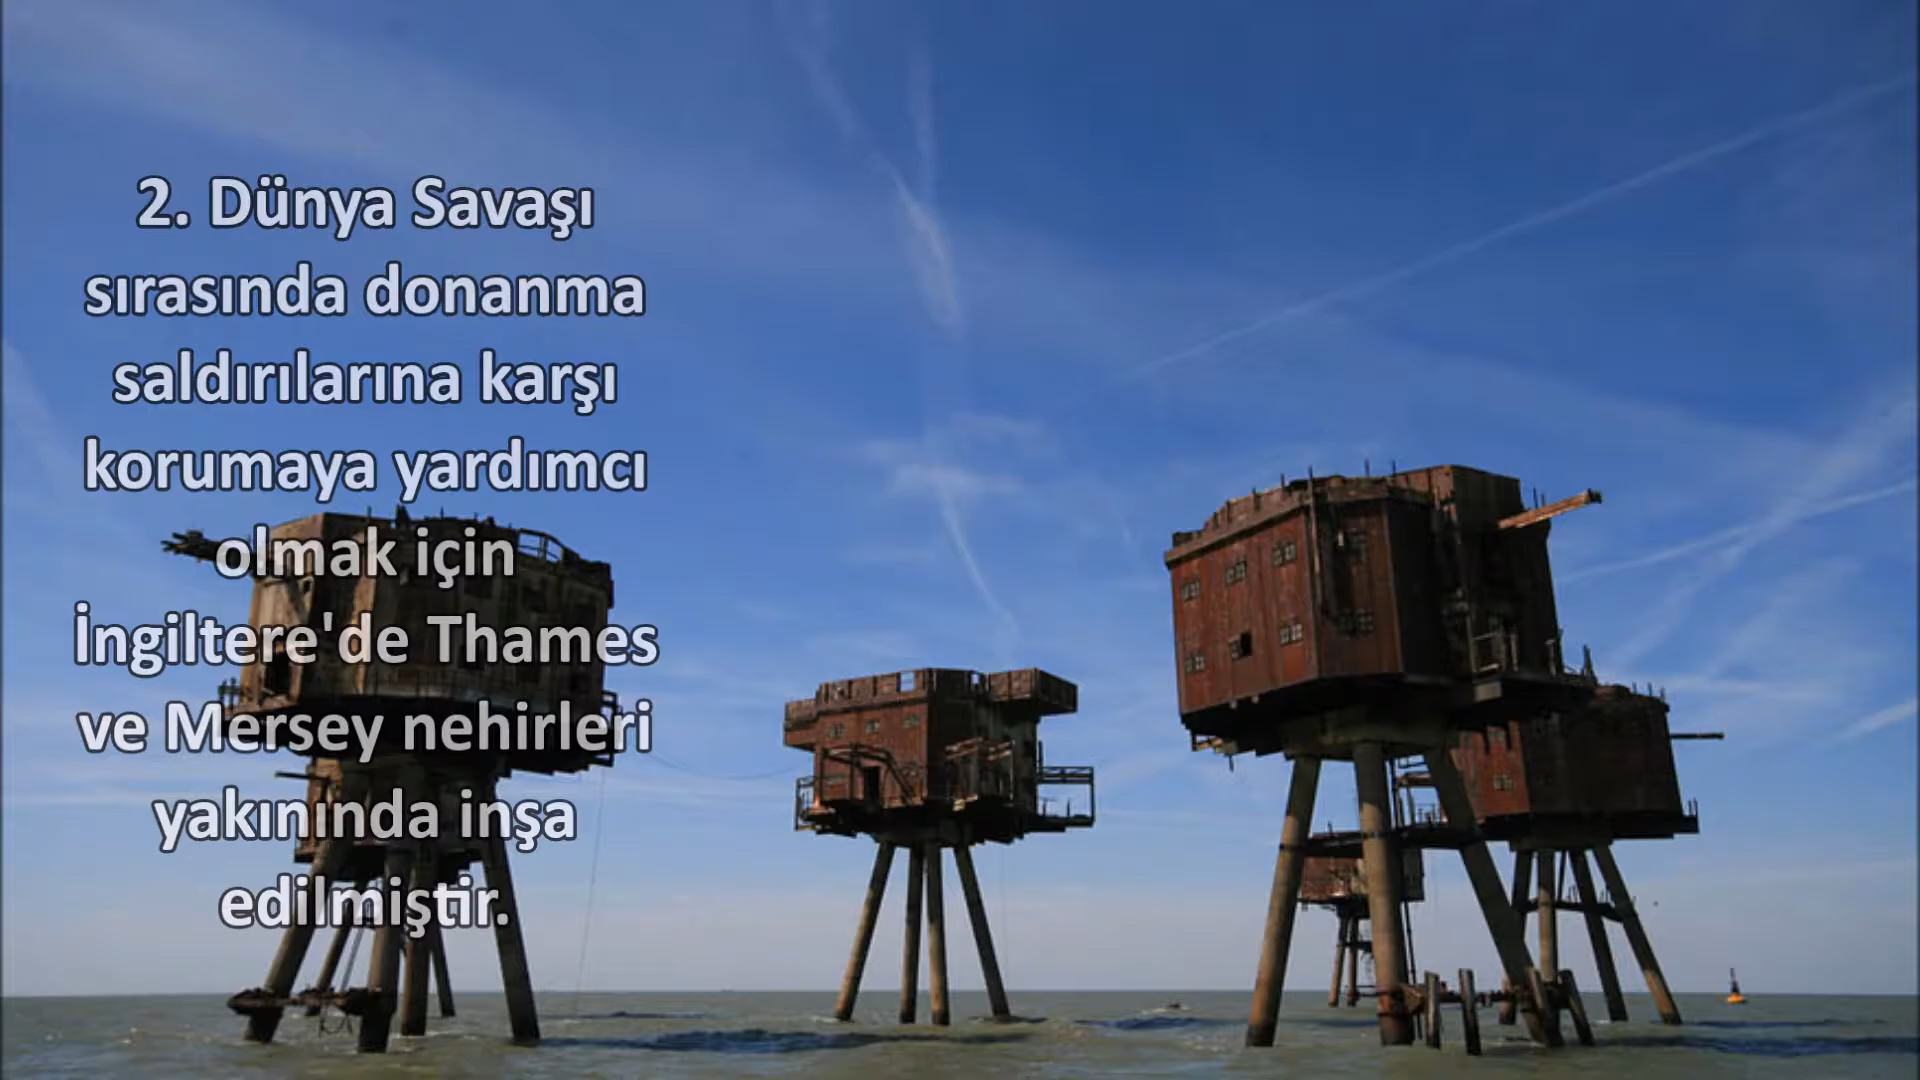 2. Dünya Savaşı
sırasında donanma
saldırılarına karşı
korumaya yardımcı
olmak için
İngiltere'de Thames
ve Mersey nehirleri
yakınında inşa
edilmiştir.